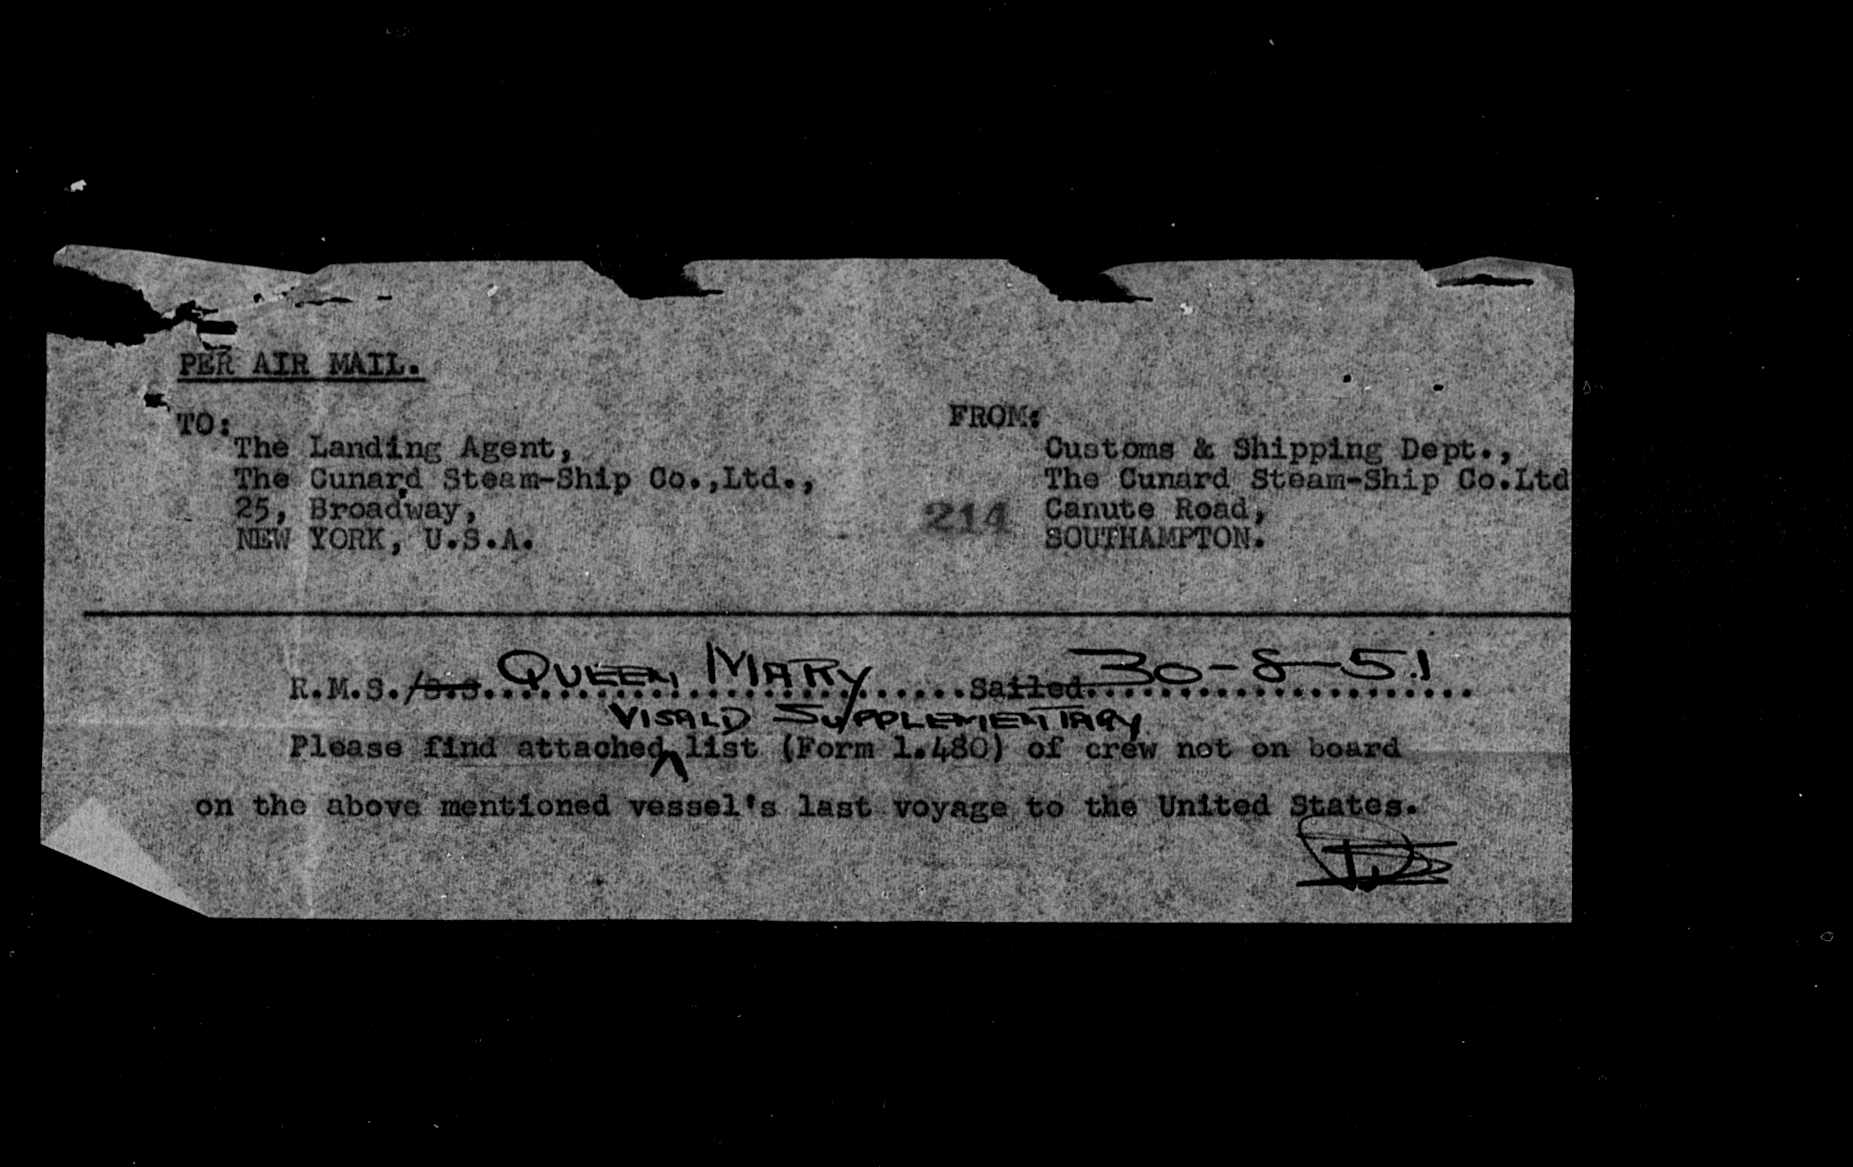 PER AIR MAIL.
TO:
The Landing Agent,
The Cunard Steam-Ship Co.,Ltd.,
25, Broadway,
NEW YORK, U.S.A.
FROM:
Customs & Shipping Dept.,
The Cunard Steam-Ship Co.Ltd
Canute Road,
SOUTHAMPTON.
214
R.M.S./S.S. QUEEN MARY Sailed 30-8-51
VISA'D SUPPLEMENTARY
Please find attached list (Form 1.480) of crew not on board
on the above mentioned vessel's last voyage to the United States.